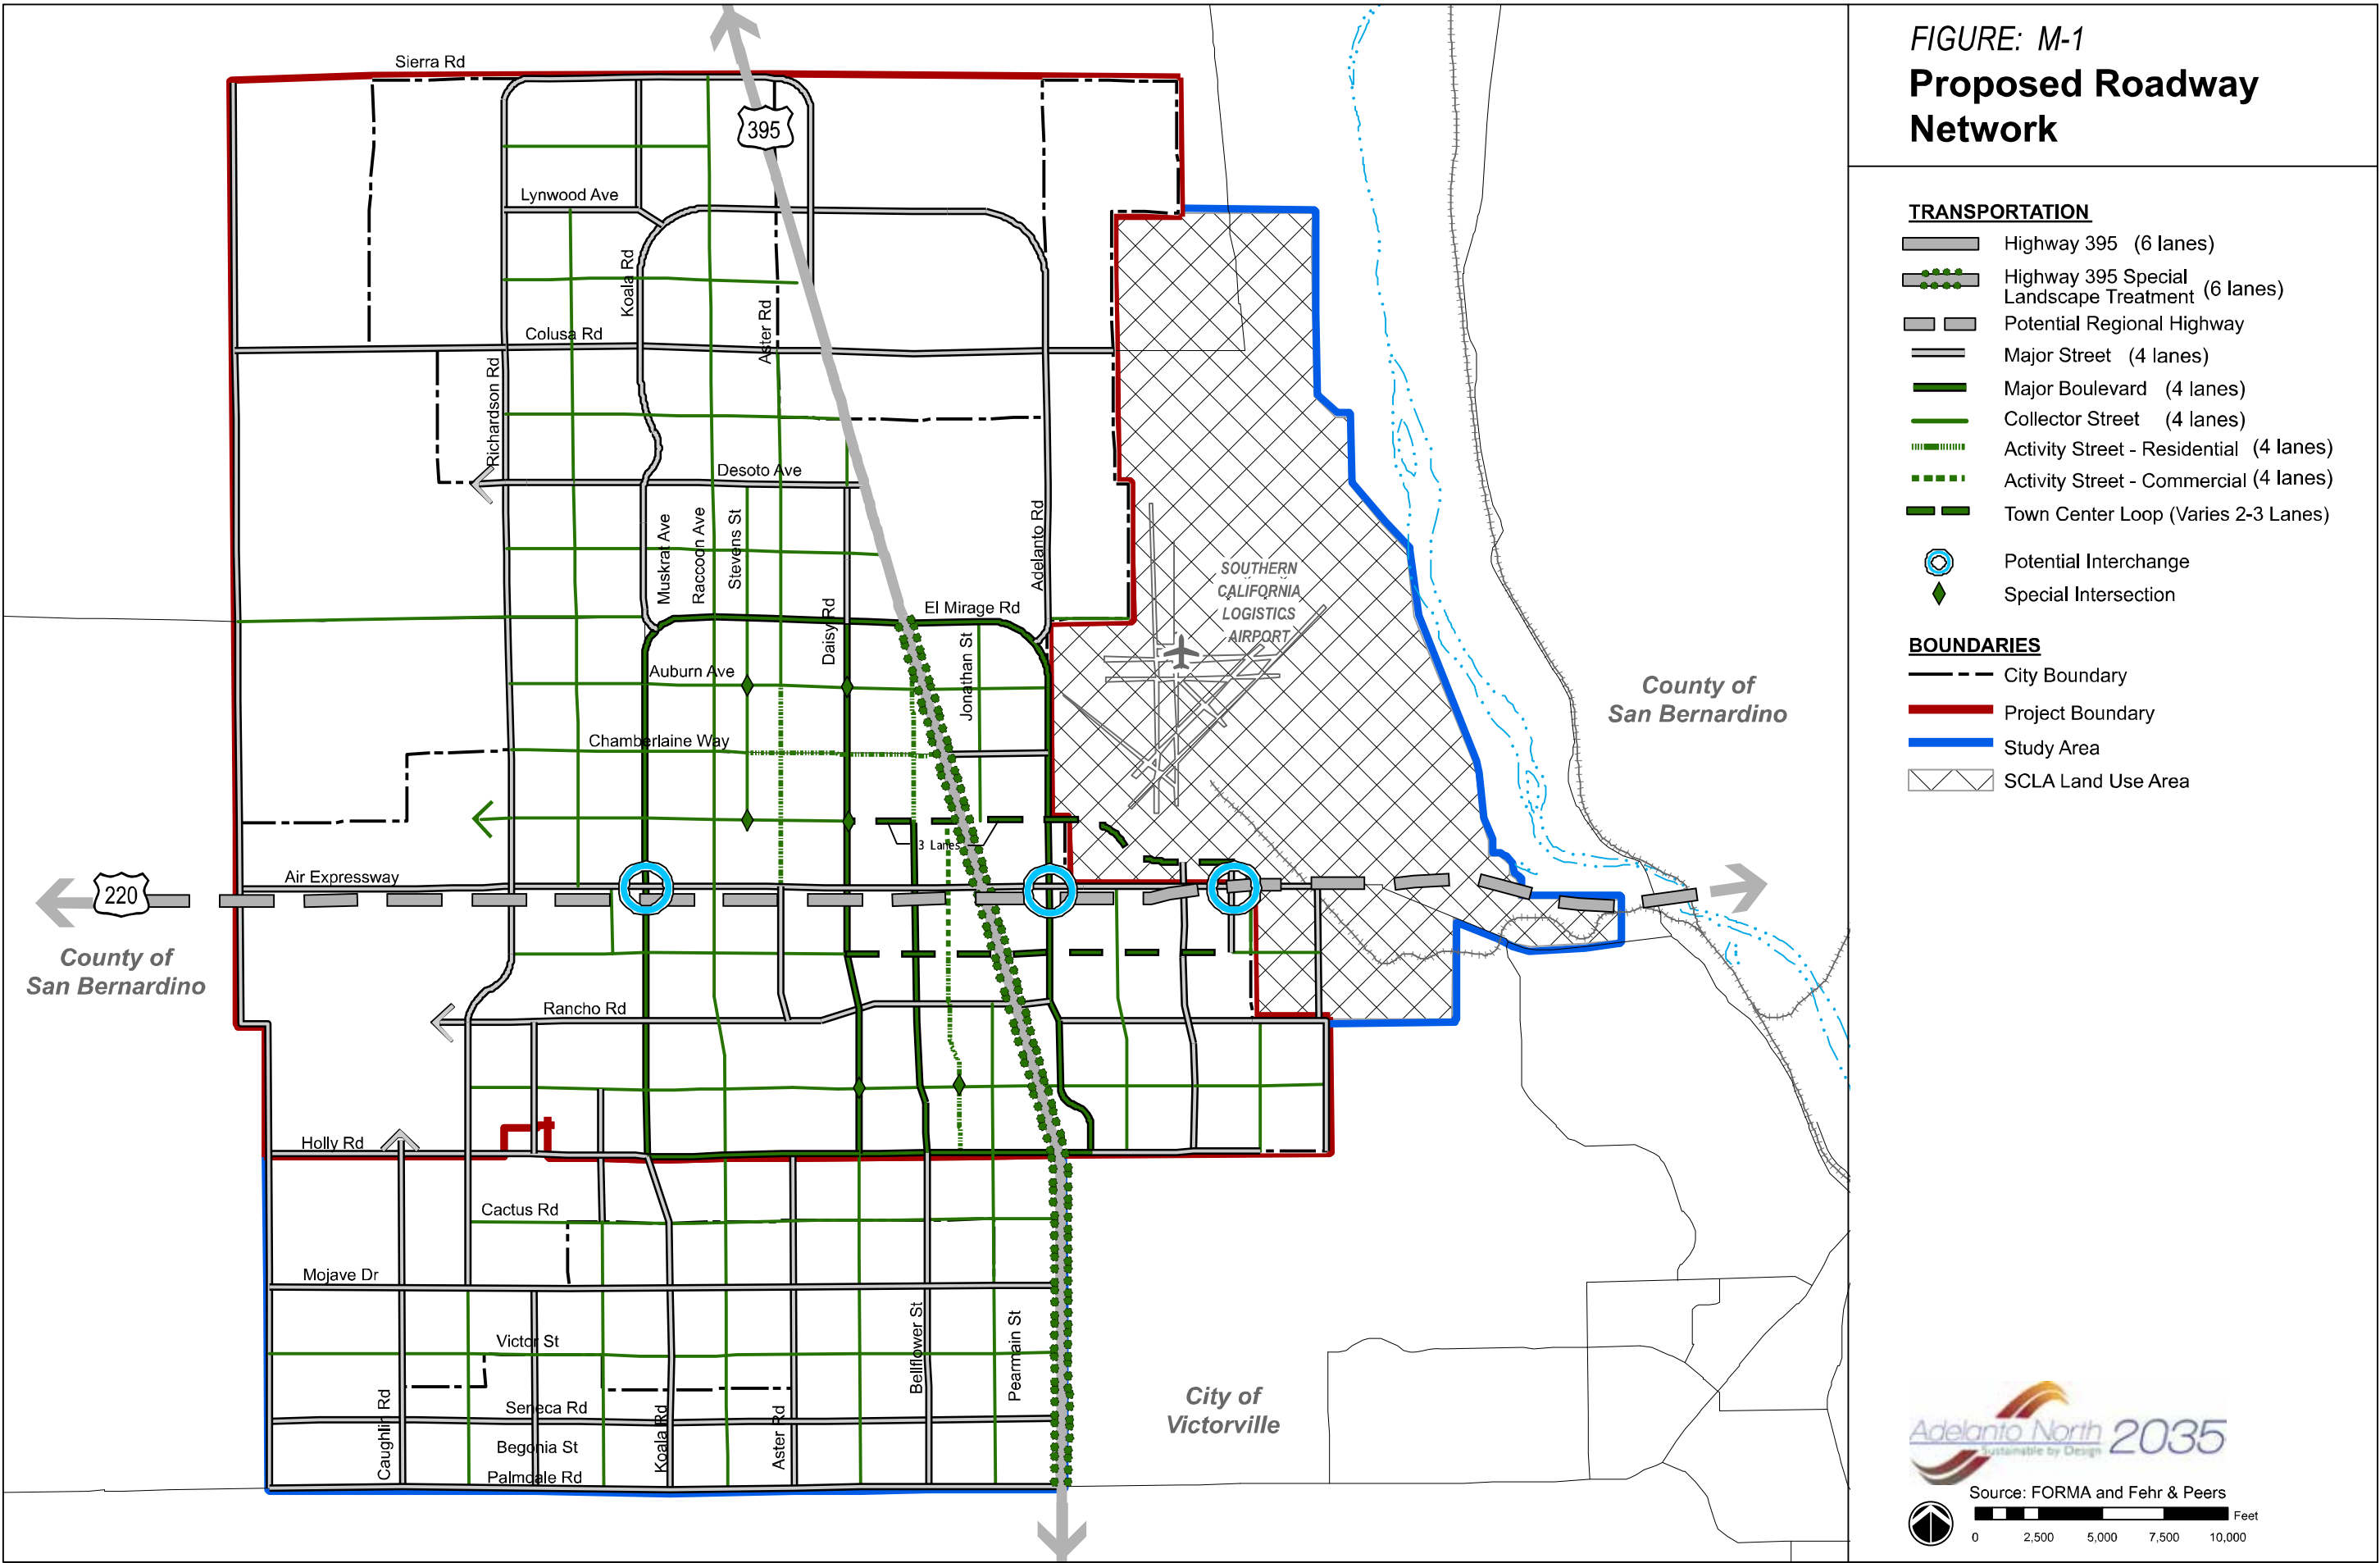 FIGURE: M-1
Proposed Roadway
Network
TRANSPORTATION
Highway 395 (6 lanes)
Highway 395 Special
Landscape Treatment (6 lanes)
Potential Regional Highway
Major Street (4 lanes)
Major Boulevard (4 lanes)
Collector Street (4 lanes)
Activity Street - Residential (4 lanes)
Activity Street - Commercial (4 lanes)
Town Center Loop (Varies 2-3 Lanes)
Potential Interchange
Special Intersection
BOUNDARIES
City Boundary
Project Boundary
Study Area
SCLA Land Use Area
Sierra Rd
395
Lynwood Ave
Koala Rd
Colusa Rd
Aster Rd
Richardson Rd
Desoto Ave
Muskrat Ave
Raccoon Ave
Stevens St
Adelanto Rd
SOUTHERN
CALIFORNIA
LOGISTICS
AIRPORT
El Mirage Rd
Daisy Rd
Jonathan St
Auburn Ave
County of
San Bernardino
Chamberlaine Way
3 Lanes
Air Expressway
220
County of
San Bernardino
Rancho Rd
Holly Rd
Cactus Rd
Mojave Dr
Victor St
Bellflower St
Pearmain St
Caughlin Rd
Seneca Rd
Koala Rd
Aster Rd
Begonia St
Palmdale Rd
City of
Victorville
Adelanto North 2035
Sustainable by Design
Source: FORMA and Fehr & Peers
Feet
0 2,500 5,000 7,500 10,000